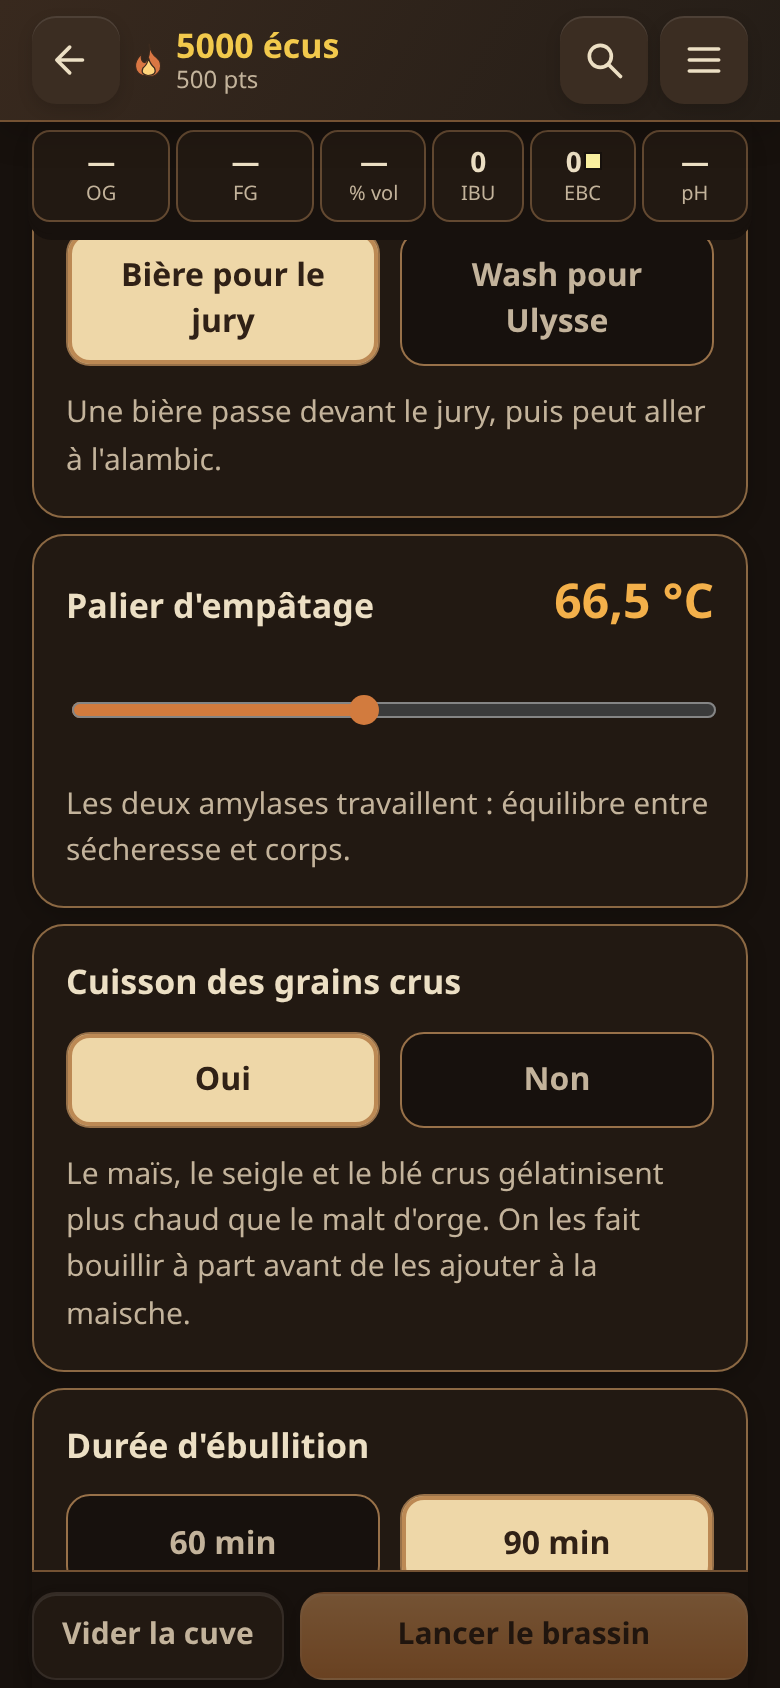 5000 écus
500 pts
— — — 0 0 —
OG FG % vol IBU EBC pH
Bière pour le jury
Wash pour Ulysse
Une bière passe devant le jury, puis peut aller
à l'alambic.
Palier d'empâtage 66,5 °C
Les deux amylases travaillent : équilibre entre
sécheresse et corps.
Cuisson des grains crus
Oui Non
Le maïs, le seigle et le blé crus gélatinisent
plus chaud que le malt d'orge. On les fait
bouillir à part avant de les ajouter à la
maische.
Durée d'ébullition
60 min 90 min
Vider la cuve Lancer le brassin